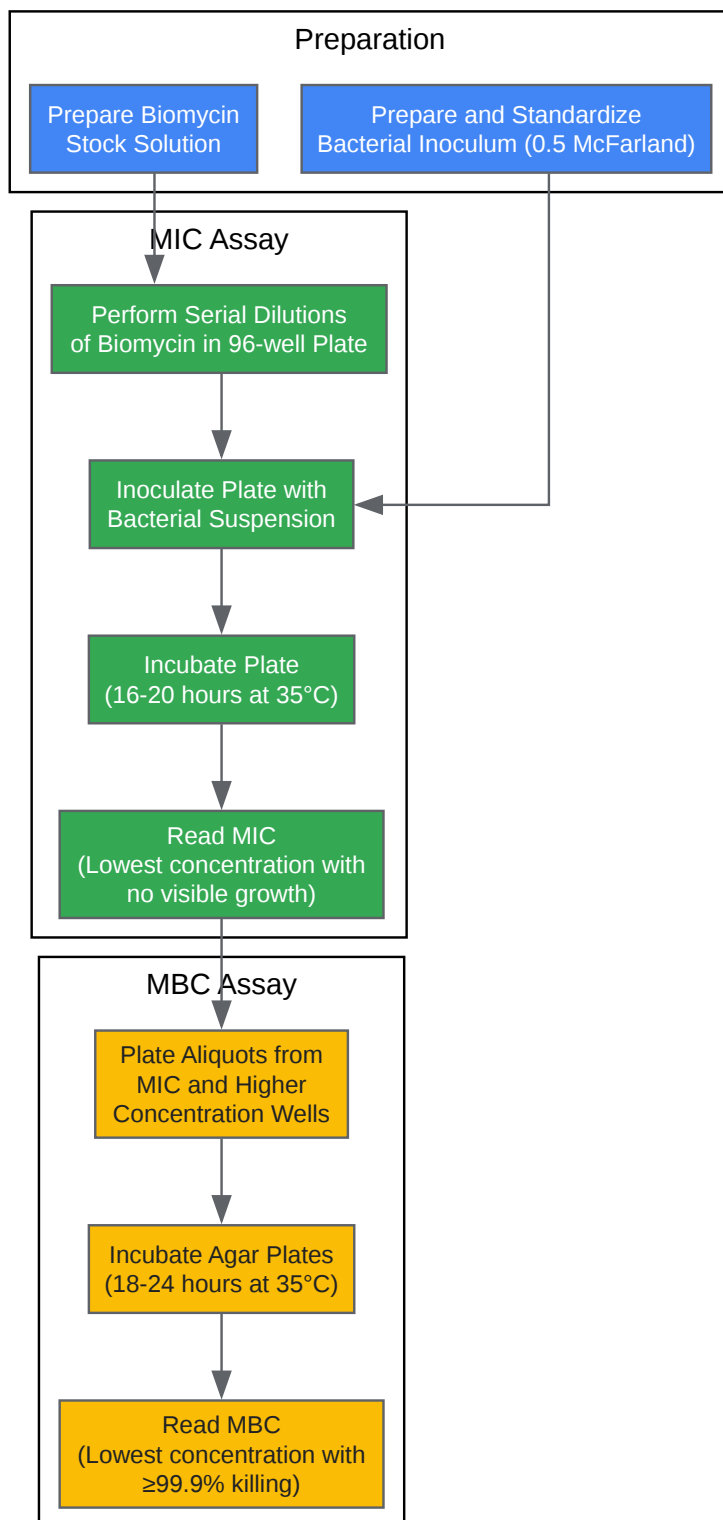 Preparation
Prepare Biomycin
Stock Solution
Prepare and Standardize
Bacterial Inoculum (0.5 McFarland)
MIC Assay
Perform Serial Dilutions
of Biomycin in 96-well Plate
Inoculate Plate with
Bacterial Suspension
Incubate Plate
(16-20 hours at 35°C)
Read MIC
(Lowest concentration with
no visible growth)
MBC Assay
Plate Aliquots from
MIC and Higher
Concentration Wells
Incubate Agar Plates
(18-24 hours at 35°C)
Read MBC
(Lowest concentration with
≥99.9% killing)